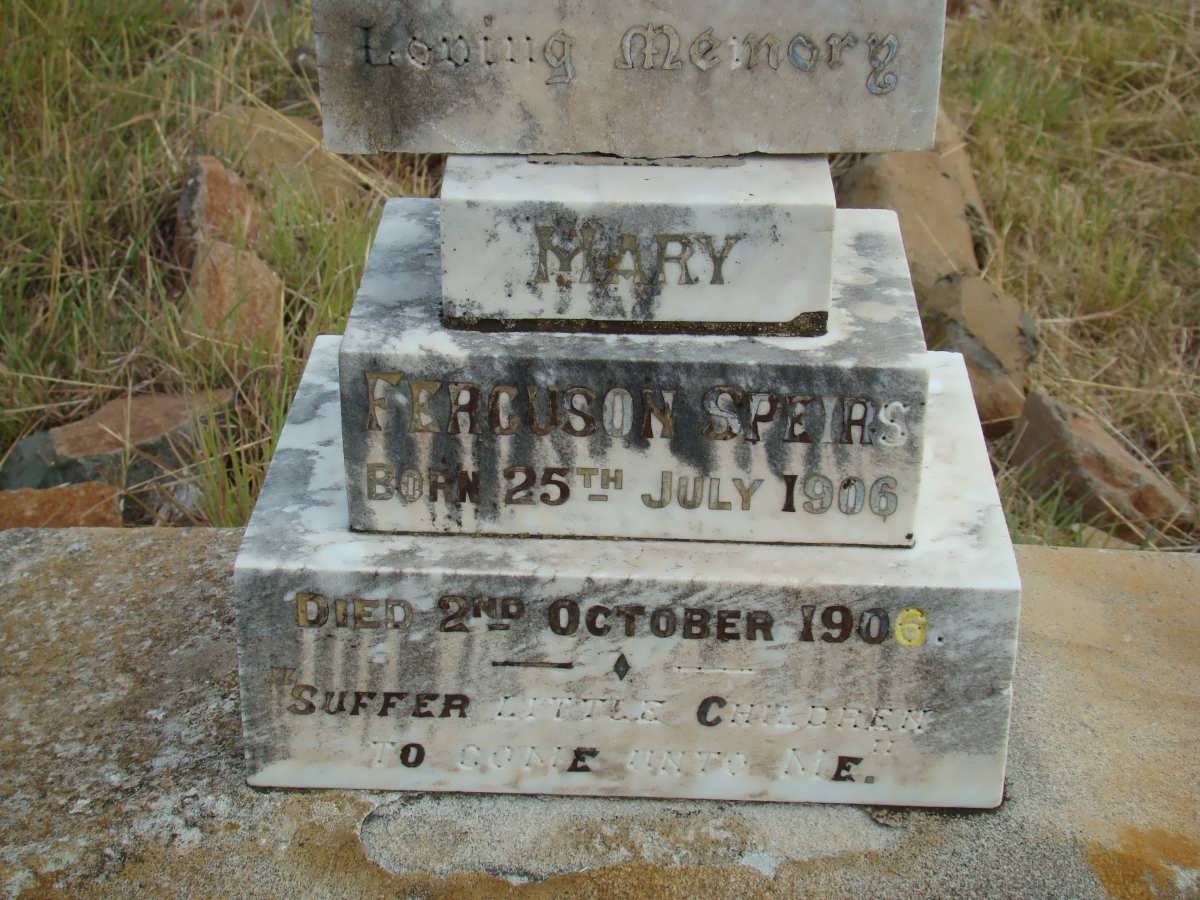 Loving Memory
MARY
FERGUSON SPEIRS
BORN 25TH JULY 1906
DIED 2ND OCTOBER 1906.
"SUFFER LITTLE CHILDREN
TO COME UNTO ME."